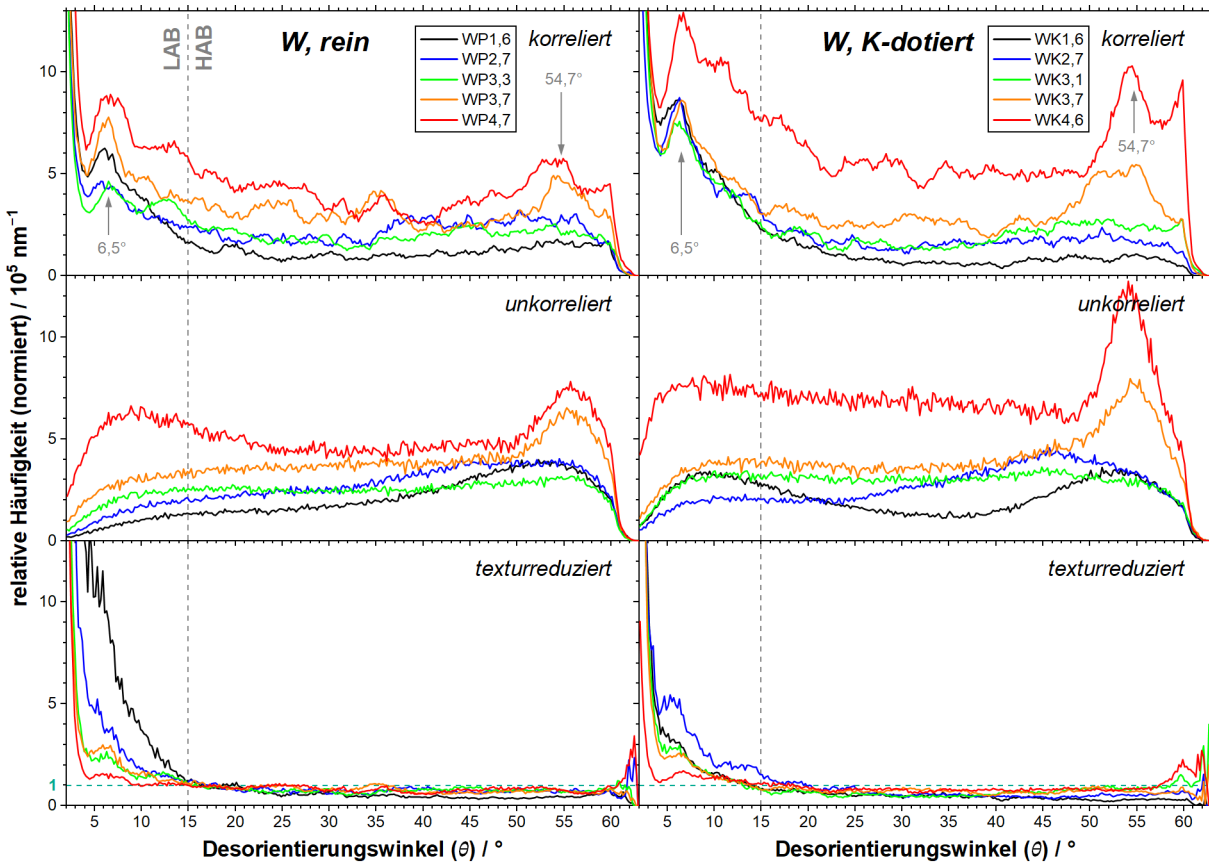 W, rein
korreliert
LAB
HAB
WP1,6
WP2,7
WP3,3
WP3,7
WP4,7
54,7°
6,5°
W, K-dotiert
korreliert
WK1,6
WK2,7
WK3,1
WK3,7
WK4,6
54,7°
6,5°
10
5
0
unkorreliert
unkorreliert
10
5
0
texturreduziert
texturreduziert
10
5
1
0
relative Häufigkeit (normiert) / 10⁵ nm⁻¹
5 10 15 20 25 30 35 40 45 50 55 60
5 10 15 20 25 30 35 40 45 50 55 60
Desorientierungswinkel (θ) / °
Desorientierungswinkel (θ) / °